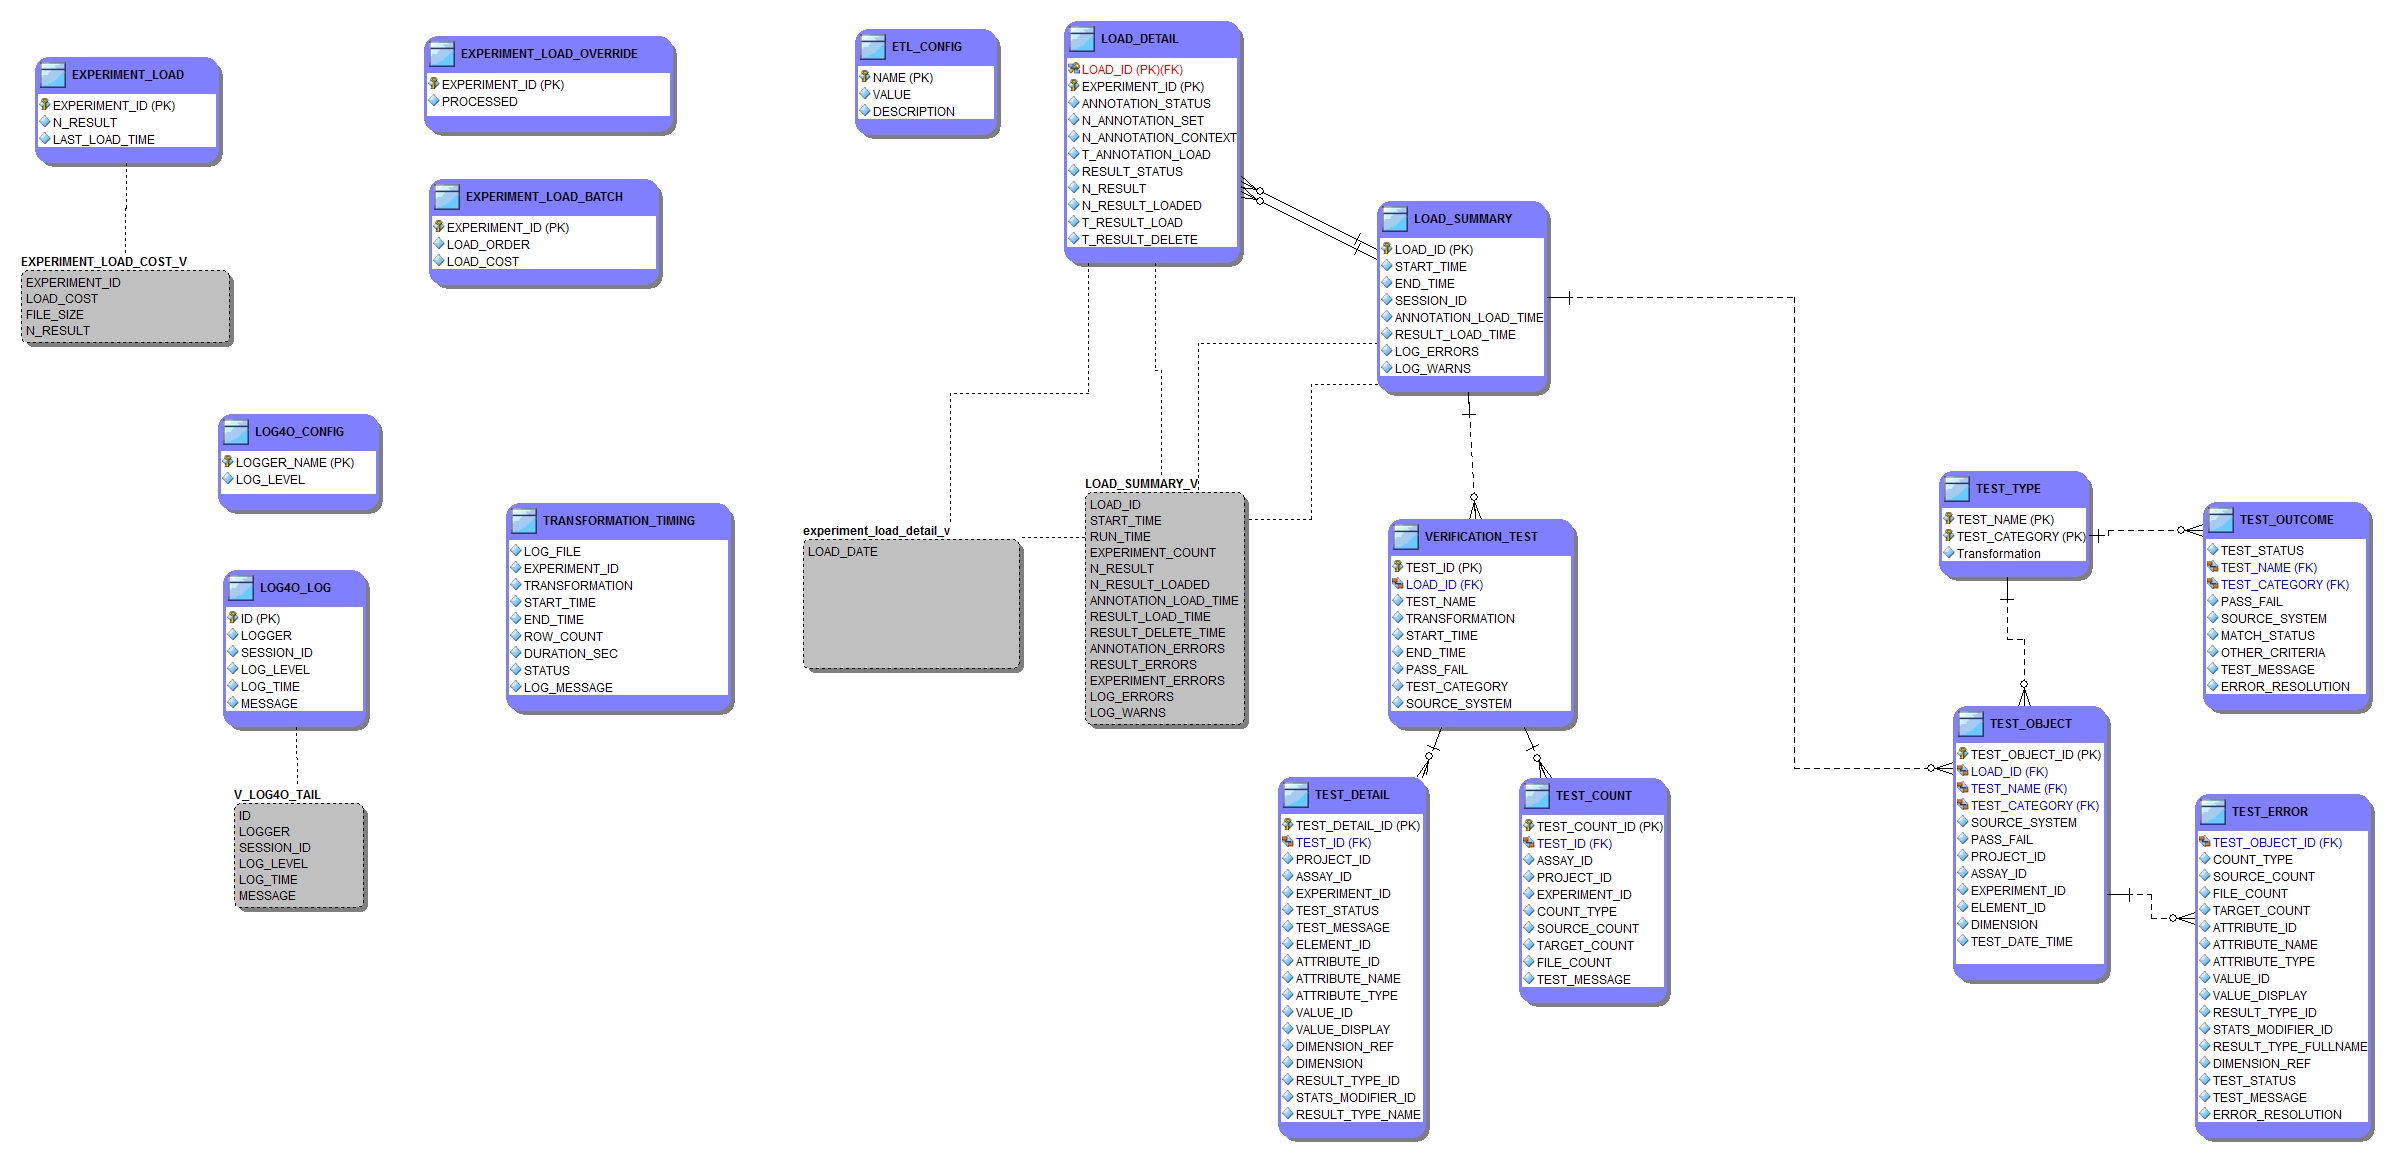 EXPERIMENT_LOAD
EXPERIMENT_ID (PK)
N_RESULT
LAST_LOAD_TIME
EXPERIMENT_LOAD_COST_V
EXPERIMENT_ID
LOAD_COST
FILE_SIZE
N_RESULT
EXPERIMENT_LOAD_OVERRIDE
EXPERIMENT_ID (PK)
PROCESSED
EXPERIMENT_LOAD_BATCH
EXPERIMENT_ID (PK)
LOAD_ORDER
LOAD_COST
ETL_CONFIG
NAME (PK)
VALUE
DESCRIPTION
LOAD_DETAIL
LOAD_ID (PK)(FK)
EXPERIMENT_ID (PK)
ANNOTATION_STATUS
N_ANNOTATION_SET
N_ANNOTATION_CONTEXT
T_ANNOTATION_LOAD
RESULT_STATUS
N_RESULT
N_RESULT_LOADED
T_RESULT_LOAD
T_RESULT_DELETE
LOAD_SUMMARY
LOAD_ID (PK)
START_TIME
END_TIME
SESSION_ID
ANNOTATION_LOAD_TIME
RESULT_LOAD_TIME
LOG_ERRORS
LOG_WARNS
LOG4O_CONFIG
LOGGER_NAME (PK)
LOG_LEVEL
LOG4O_LOG
ID (PK)
LOGGER
SESSION_ID
LOG_LEVEL
LOG_TIME
MESSAGE
V_LOG4O_TAIL
ID
LOGGER
SESSION_ID
LOG_LEVEL
LOG_TIME
MESSAGE
TRANSFORMATION_TIMING
LOG_FILE
EXPERIMENT_ID
TRANSFORMATION
START_TIME
END_TIME
ROW_COUNT
DURATION_SEC
STATUS
LOG_MESSAGE
experiment_load_detail_v
LOAD_DATE
LOAD_SUMMARY_V
LOAD_ID
START_TIME
RUN_TIME
EXPERIMENT_COUNT
N_RESULT
N_RESULT_LOADED
ANNOTATION_LOAD_TIME
RESULT_LOAD_TIME
RESULT_DELETE_TIME
ANNOTATION_ERRORS
RESULT_ERRORS
EXPERIMENT_ERRORS
LOG_ERRORS
LOG_WARNS
VERIFICATION_TEST
TEST_ID (PK)
LOAD_ID (FK)
TEST_NAME
TRANSFORMATION
START_TIME
END_TIME
PASS_FAIL
TEST_CATEGORY
SOURCE_SYSTEM
TEST_DETAIL
TEST_DETAIL_ID (PK)
TEST_ID (FK)
PROJECT_ID
ASSAY_ID
EXPERIMENT_ID
TEST_STATUS
TEST_MESSAGE
ELEMENT_ID
ATTRIBUTE_ID
ATTRIBUTE_NAME
ATTRIBUTE_TYPE
VALUE_ID
VALUE_DISPLAY
DIMENSION_REF
DIMENSION
RESULT_TYPE_ID
STATS_MODIFIER_ID
RESULT_TYPE_NAME
TEST_COUNT
TEST_COUNT_ID (PK)
TEST_ID (FK)
ASSAY_ID
PROJECT_ID
EXPERIMENT_ID
COUNT_TYPE
SOURCE_COUNT
TARGET_COUNT
FILE_COUNT
TEST_MESSAGE
TEST_TYPE
TEST_NAME (PK)
TEST_CATEGORY (PK)
Transformation
TEST_OUTCOME
TEST_STATUS
TEST_NAME (FK)
TEST_CATEGORY (FK)
PASS_FAIL
SOURCE_SYSTEM
MATCH_STATUS
OTHER_CRITERIA
TEST_MESSAGE
ERROR_RESOLUTION
TEST_OBJECT
TEST_OBJECT_ID (PK)
LOAD_ID (FK)
TEST_NAME (FK)
TEST_CATEGORY (FK)
SOURCE_SYSTEM
PASS_FAIL
PROJECT_ID
ASSAY_ID
EXPERIMENT_ID
ELEMENT_ID
DIMENSION
TEST_DATE_TIME
TEST_ERROR
TEST_OBJECT_ID (FK)
COUNT_TYPE
SOURCE_COUNT
FILE_COUNT
TARGET_COUNT
ATTRIBUTE_ID
ATTRIBUTE_NAME
ATTRIBUTE_TYPE
VALUE_ID
VALUE_DISPLAY
RESULT_TYPE_ID
STATS_MODIFIER_ID
RESULT_TYPE_FULLNAME
DIMENSION_REF
TEST_STATUS
TEST_MESSAGE
ERROR_RESOLUTION